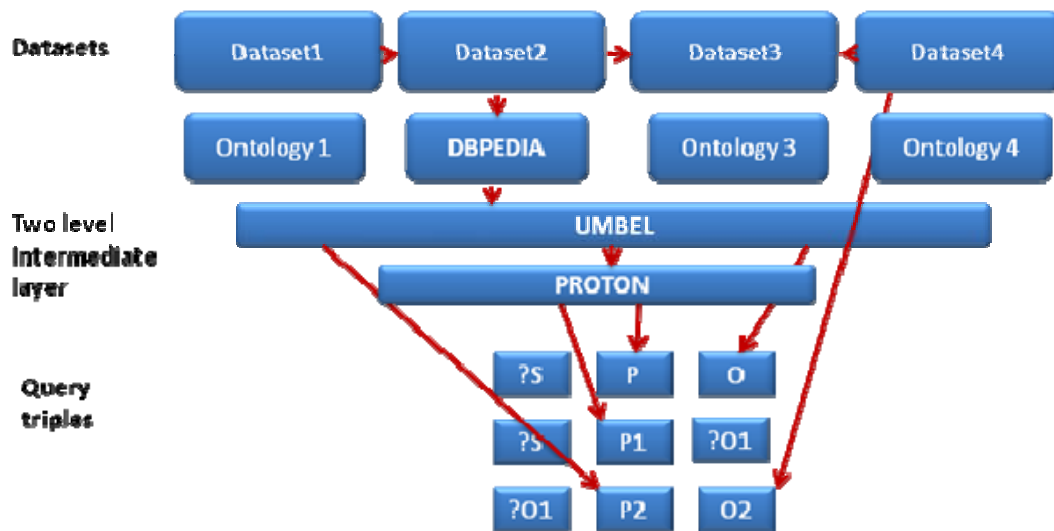 Datasets
Dataset1
Dataset2
Dataset3
Dataset4
Ontology 1
DBPEDIA
Ontology 3
Ontology 4
Two level
Intermediate
layer
UMBEL
PROTON
Query
triples
?S
P
O
?S
P1
?O1
?O1
P2
O2